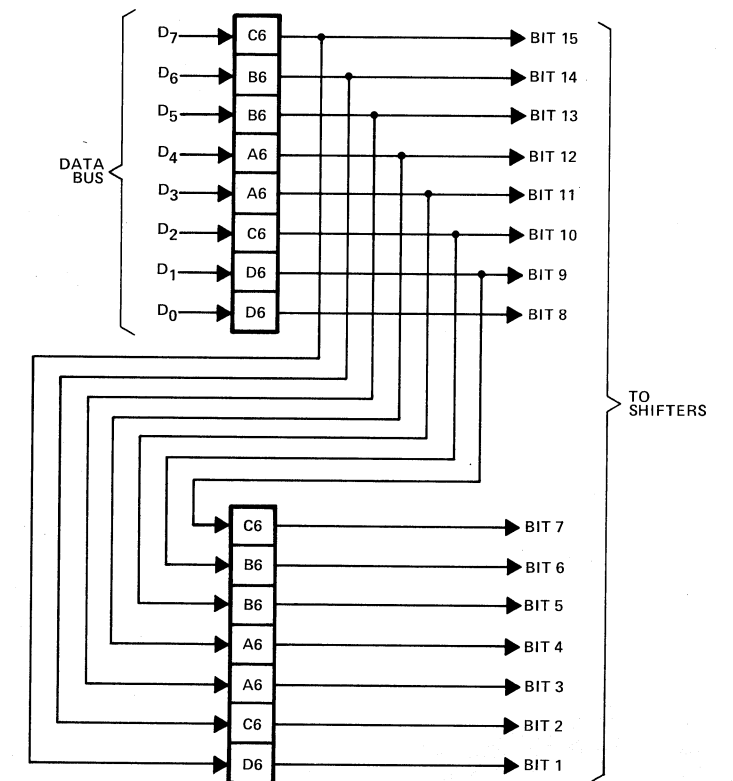 D7 C6 BIT 15
D6 B6 BIT 14
D5 B6 BIT 13
D4 A6 BIT 12
DATA
BUS
D3 A6 BIT 11
D2 C6 BIT 10
D1 D6 BIT 9
D0 D6 BIT 8
TO
SHIFTERS
C6 BIT 7
B6 BIT 6
B6 BIT 5
A6 BIT 4
A6 BIT 3
C6 BIT 2
D6 BIT 1